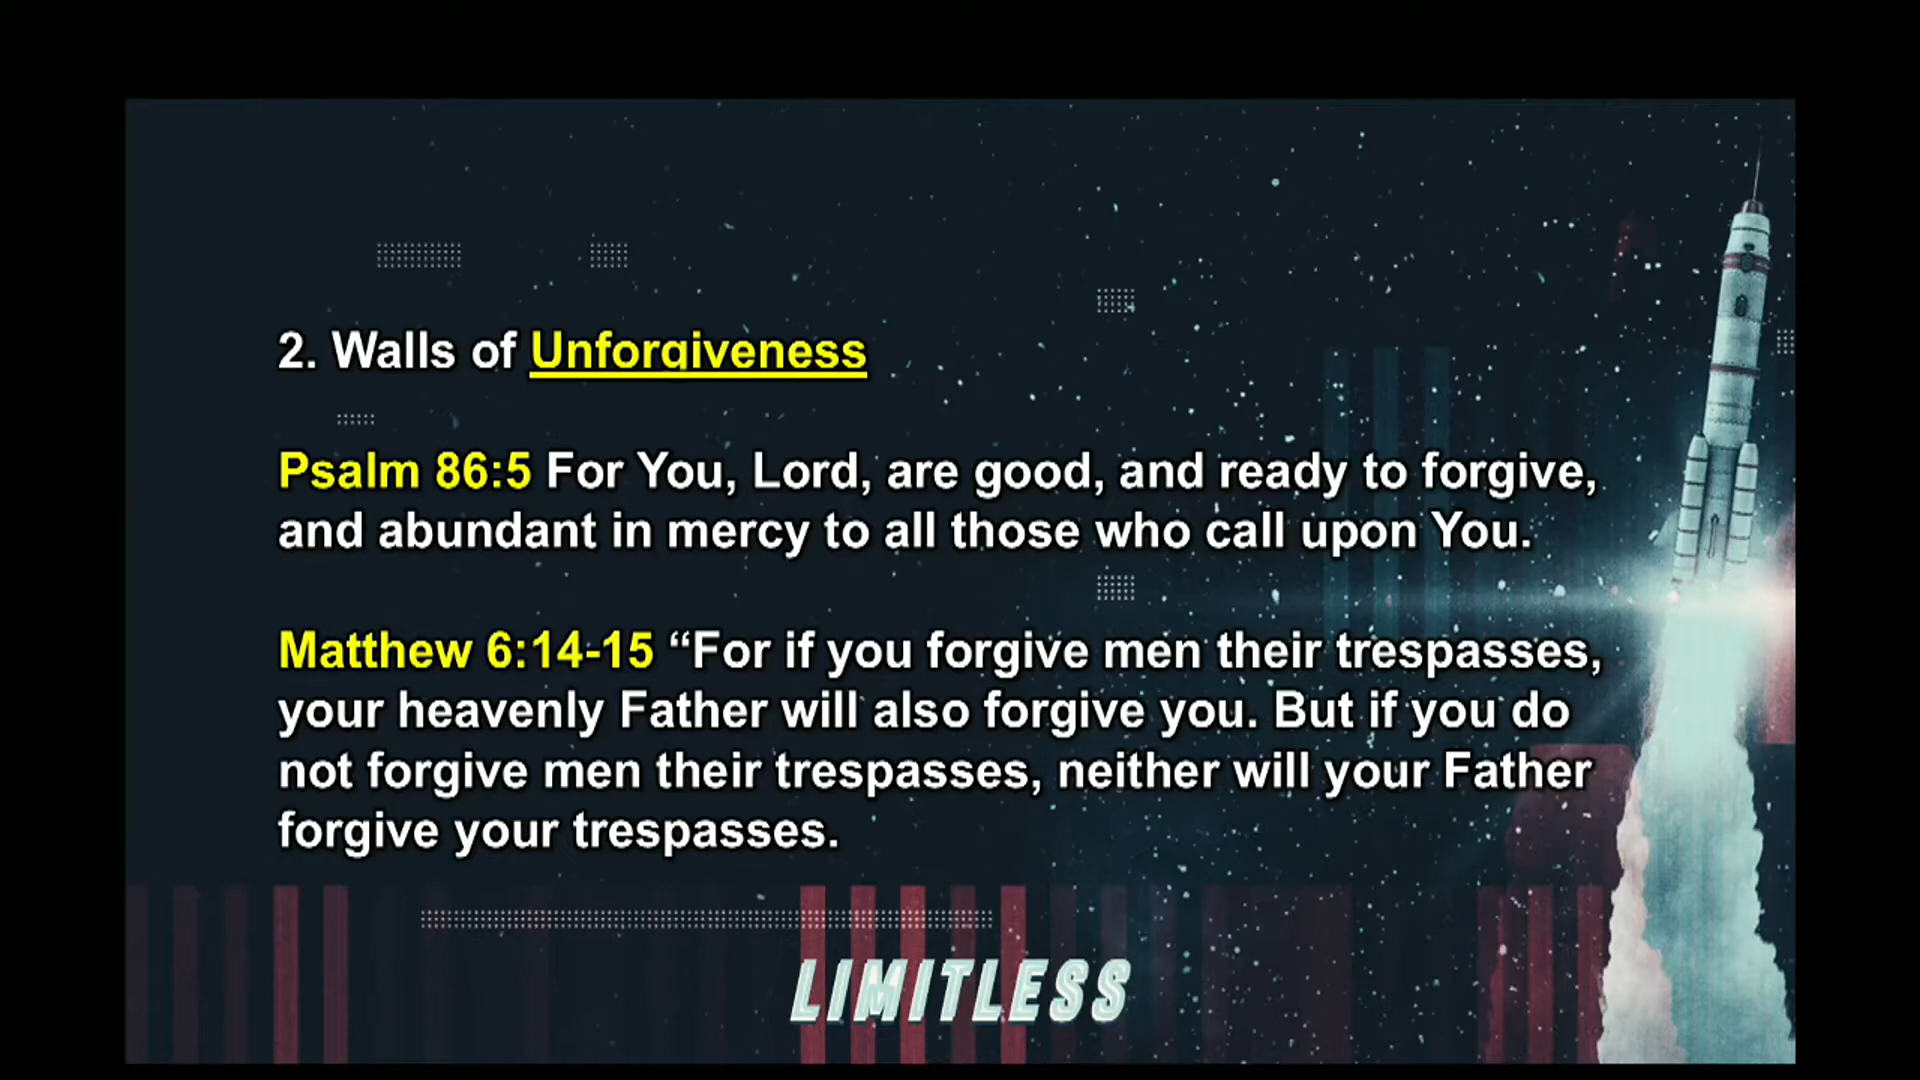 2. Walls of Unforgiveness
Psalm 86:5 For You, Lord, are good, and ready to forgive,
and abundant in mercy to all those who call upon You.
Matthew 6:14-15 “For if you forgive men their trespasses,
your heavenly Father will also forgive you. But if you do
not forgive men their trespasses, neither will your Father
forgive your trespasses.
LIMITLESS